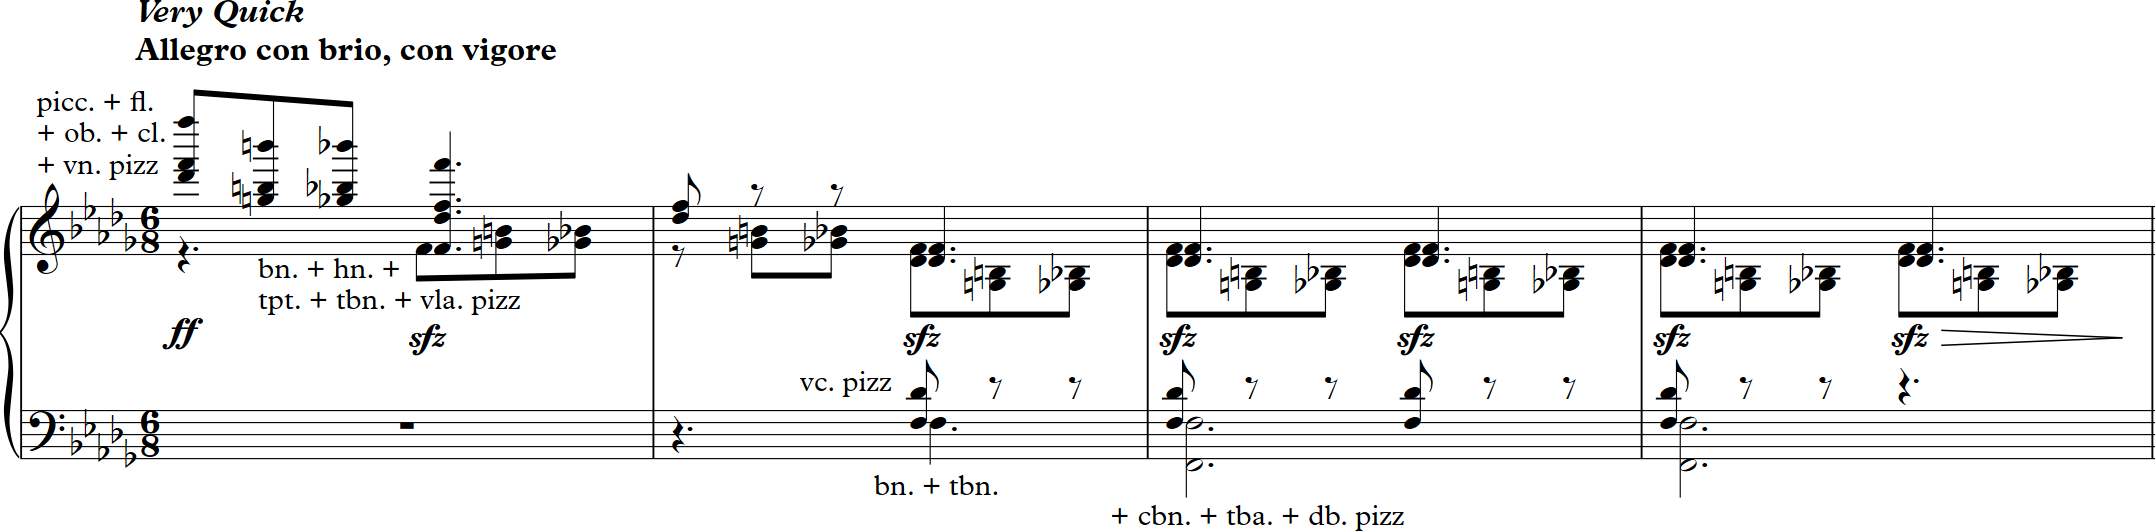 Very Quick
Allegro con brio, con vigore
picc. + fl.
+ ob. + cl.
+ vn. pizz
6
8
bn. + hn. +
tpt. + tbn. + vla. pizz
ff
sfz
sfz
sfz
sfz
sfz
sfz
vc. pizz
6
8
bn. + tbn.
+ cbn. + tba. + db. pizz